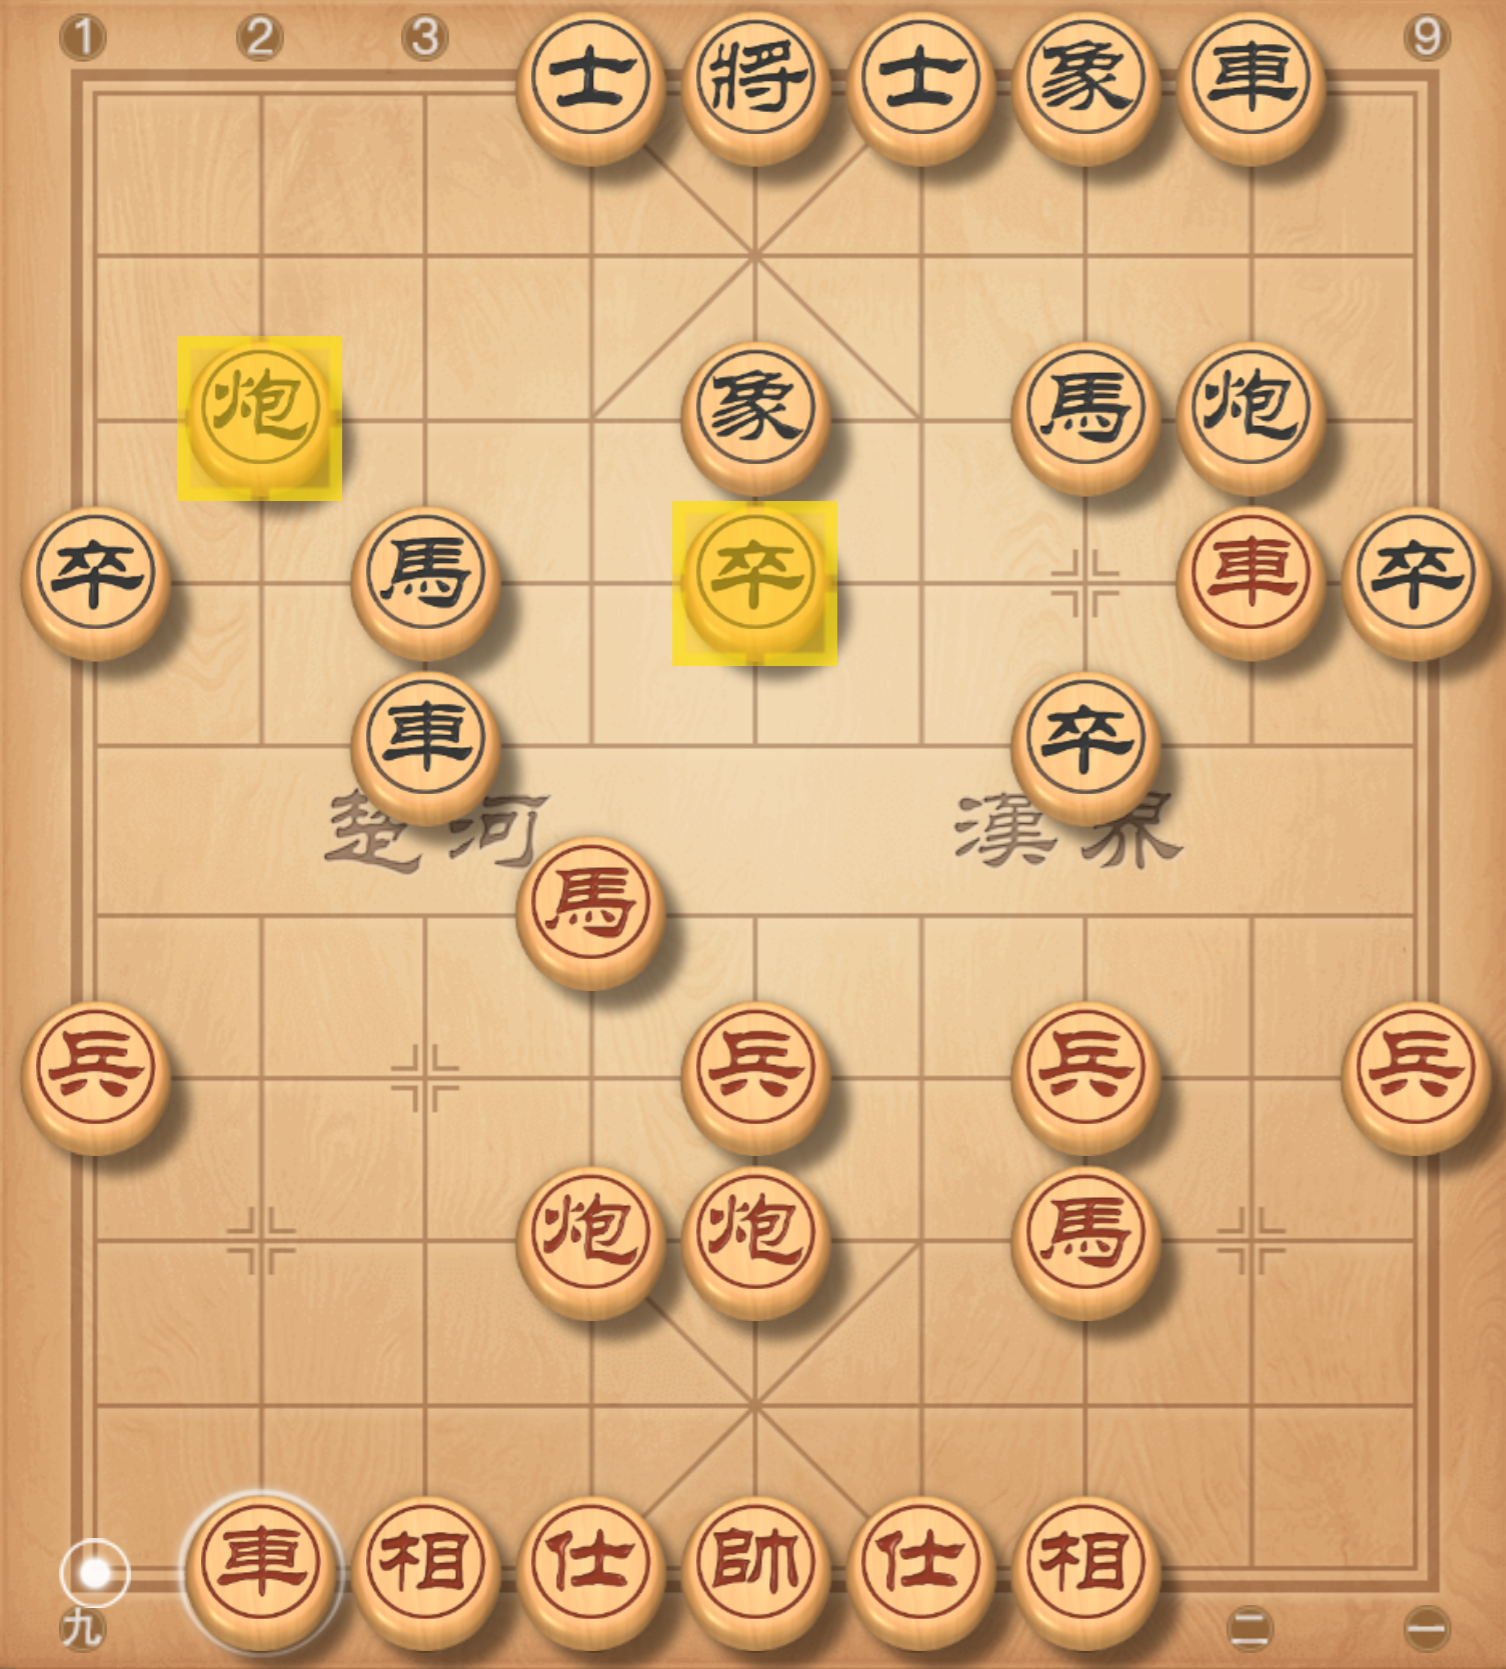 1 2 3 士 將 士 象 車 9
炮 象 馬 炮
卒 馬 卒 車 卒
車 卒
楚河 漢界
馬
兵 兵 兵 兵
炮 炮 馬
車 相 仕 帥 仕 相
九 二 一